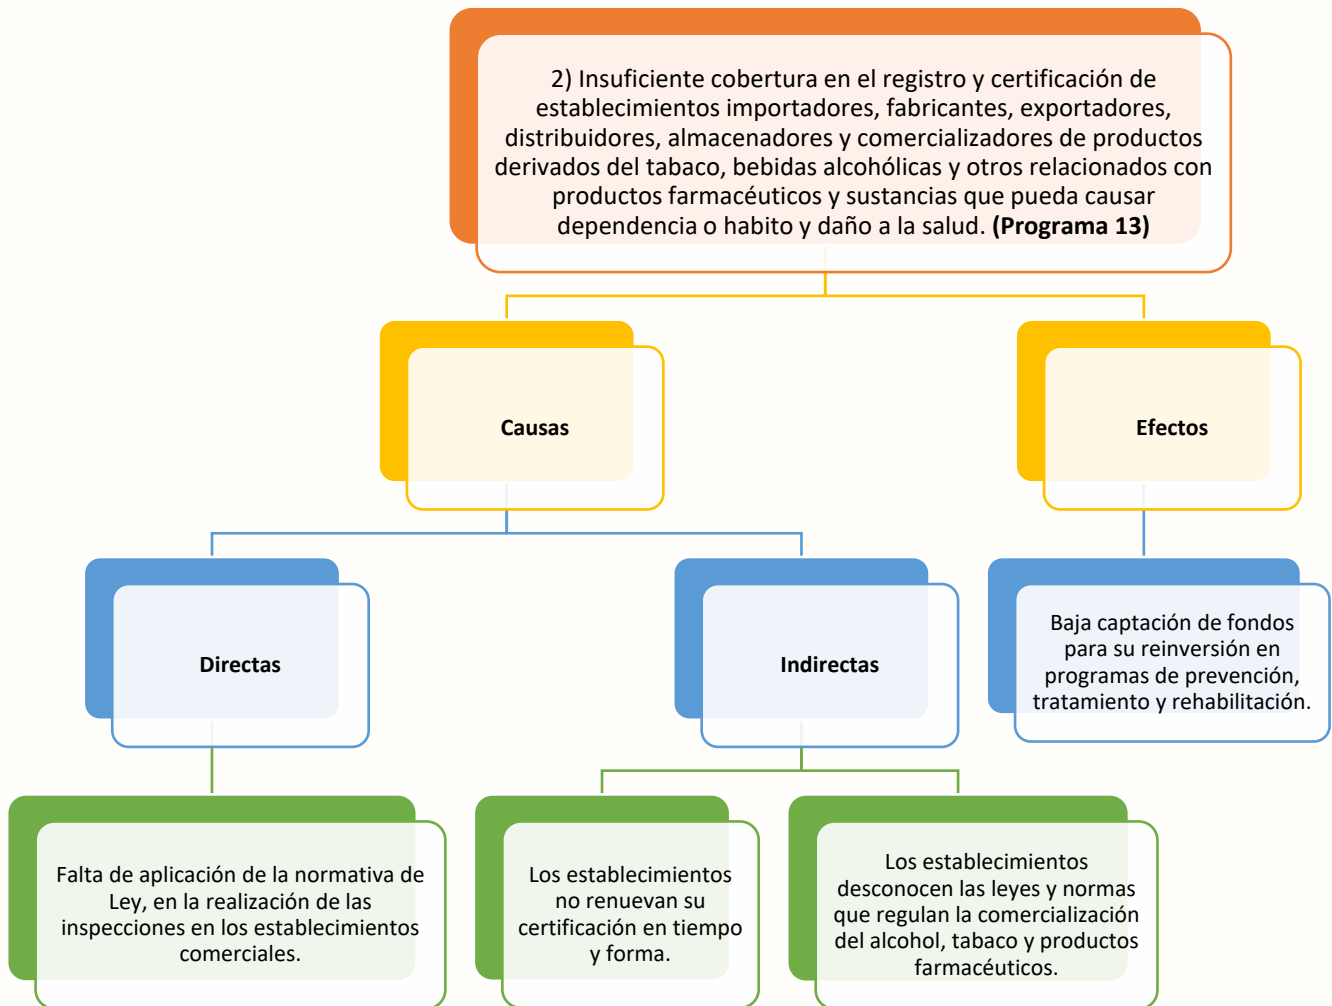 2) Insuficiente cobertura en el registro y certificación de
establecimientos importadores, fabricantes, exportadores,
distribuidores, almacenadores y comercializadores de productos
derivados del tabaco, bebidas alcohólicas y otros relacionados con
productos farmacéuticos y sustancias que pueda causar
dependencia o habito y daño a la salud. (Programa 13)
Causas
Efectos
Directas
Indirectas
Baja captación de fondos
para su reinversión en
programas de prevención,
tratamiento y rehabilitación.
Falta de aplicación de la normativa de
Ley, en la realización de las
inspecciones en los establecimientos
comerciales.
Los establecimientos
no renuevan su
certificación en tiempo
y forma.
Los establecimientos
desconocen las leyes y normas
que regulan la comercialización
del alcohol, tabaco y productos
farmacéuticos.